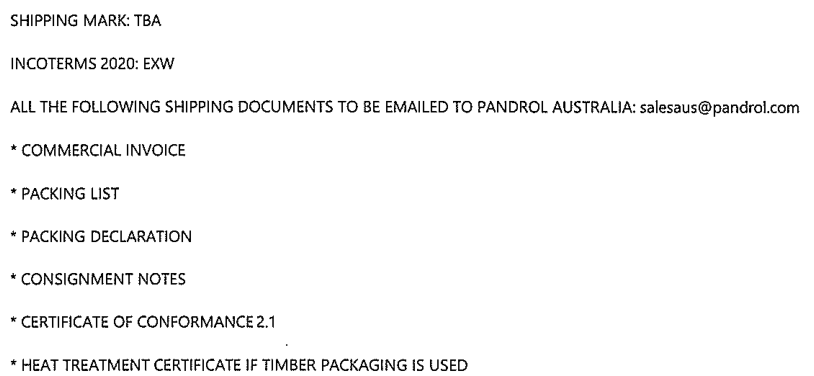 SHIPPING MARK: TBA
INCOTERMS 2020: EXW
ALL THE FOLLOWING SHIPPING DOCUMENTS TO BE EMAILED TO PANDROL AUSTRALIA: salesaus@pandrol.com
* COMMERCIAL INVOICE
* PACKING LIST
* PACKING DECLARATION
* CONSIGNMENT NOTES
* CERTIFICATE OF CONFORMANCE 2.1
* HEAT TREATMENT CERTIFICATE IF TIMBER PACKAGING IS USED